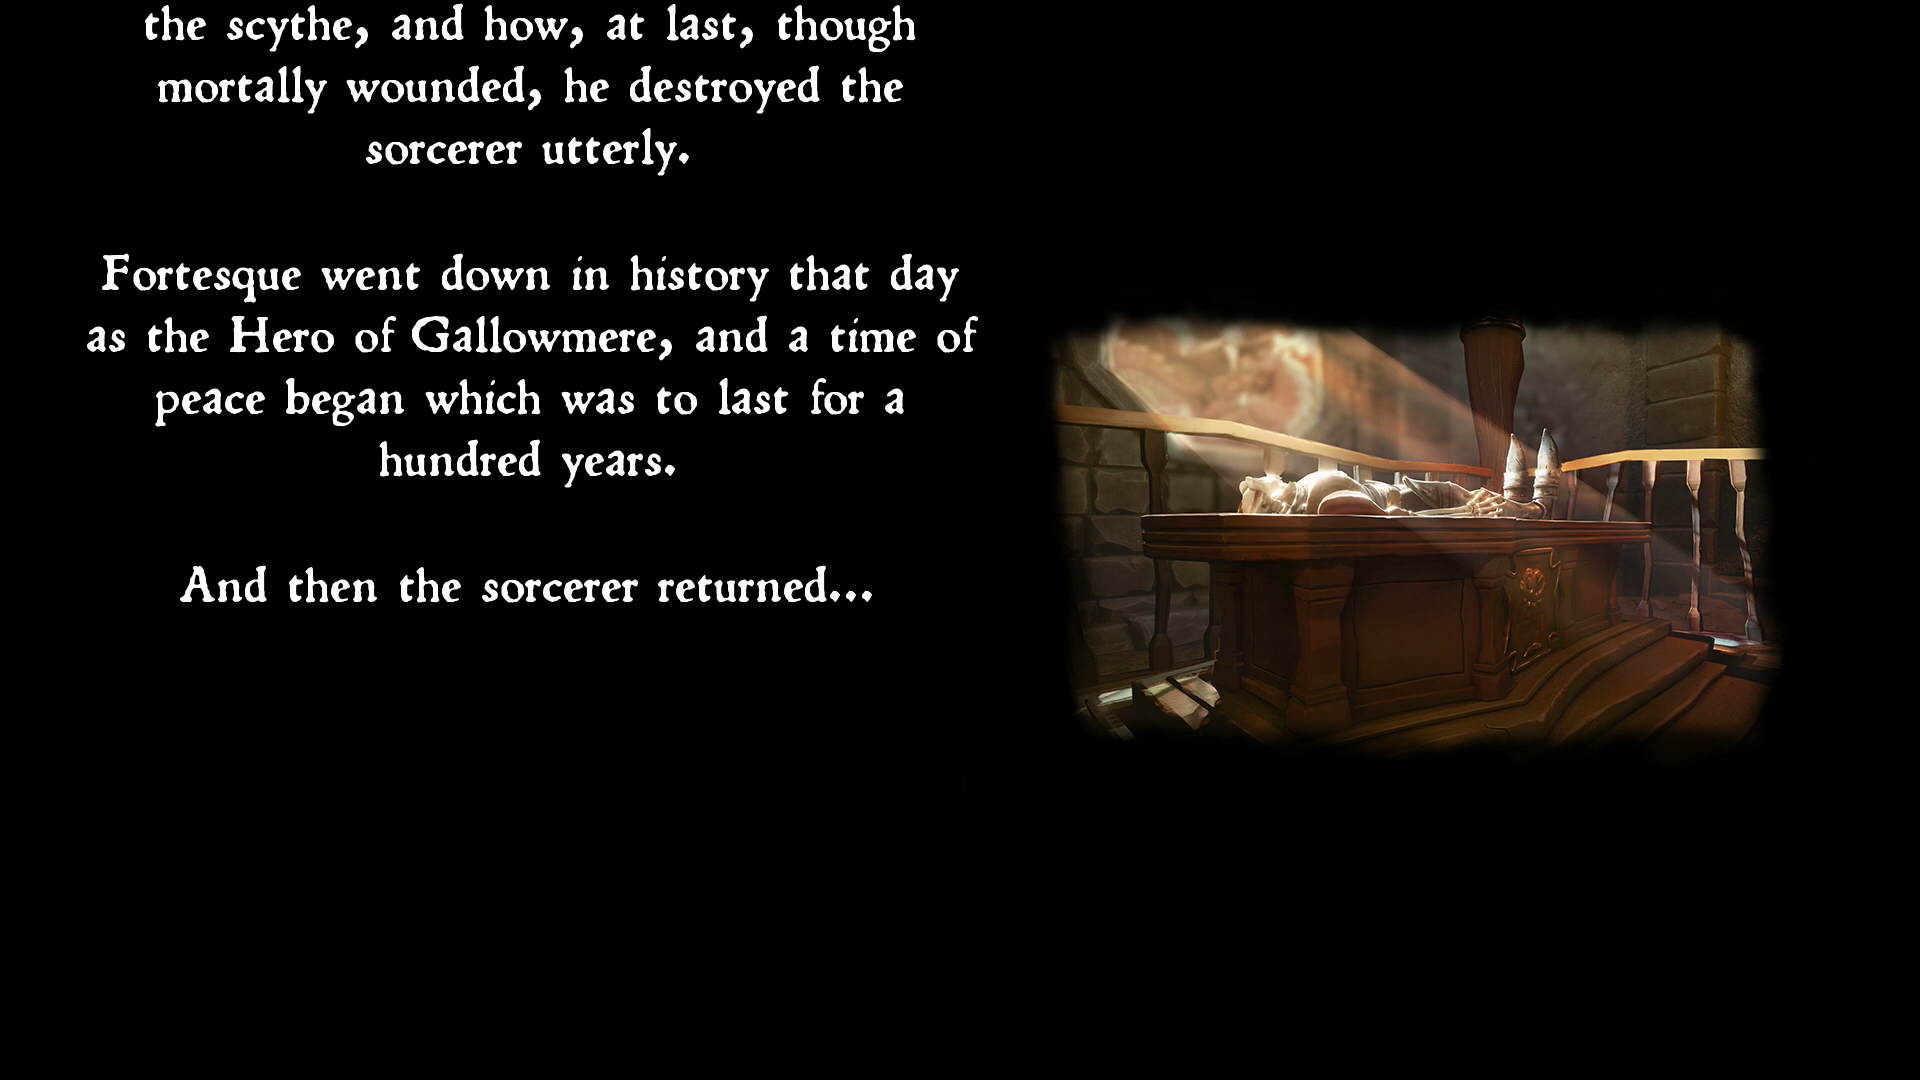 the scythe, and how, at last, though
mortally wounded, he destroyed the
sorcerer utterly.
Fortesque went down in history that day
as the Hero of Gallowmere, and a time of
peace began which was to last for a
hundred years.
And then the sorcerer returned...